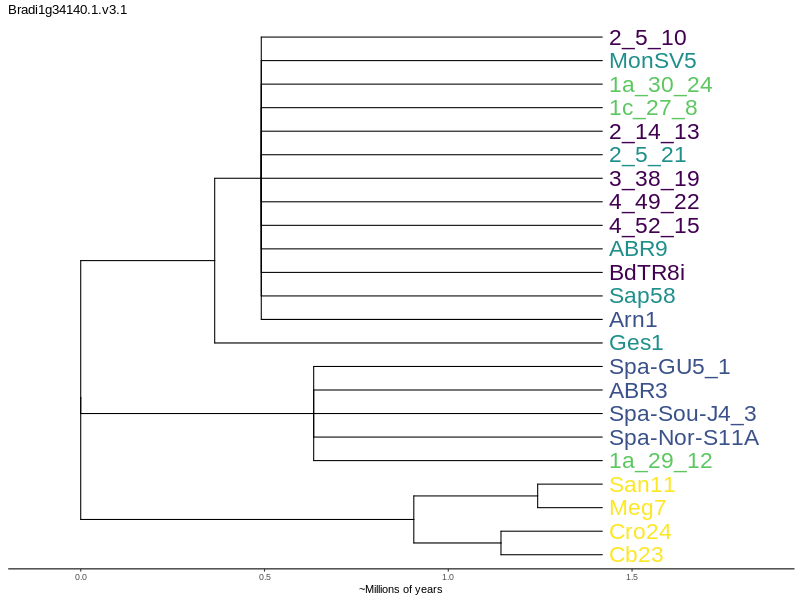 Bradi1g34140.1.v3.1
2_5_10
MonSV5
1a_30_24
1c_27_8
2_14_13
2_5_21
3_38_19
4_49_22
4_52_15
ABR9
BdTR8i
Sap58
Arn1
Ges1
Spa-GU5_1
ABR3
Spa-Sou-J4_3
Spa-Nor-S11A
1a_29_12
San11
Meg7
Cro24
Cb23
0.0 0.5 1.0 1.5
~Millions of years